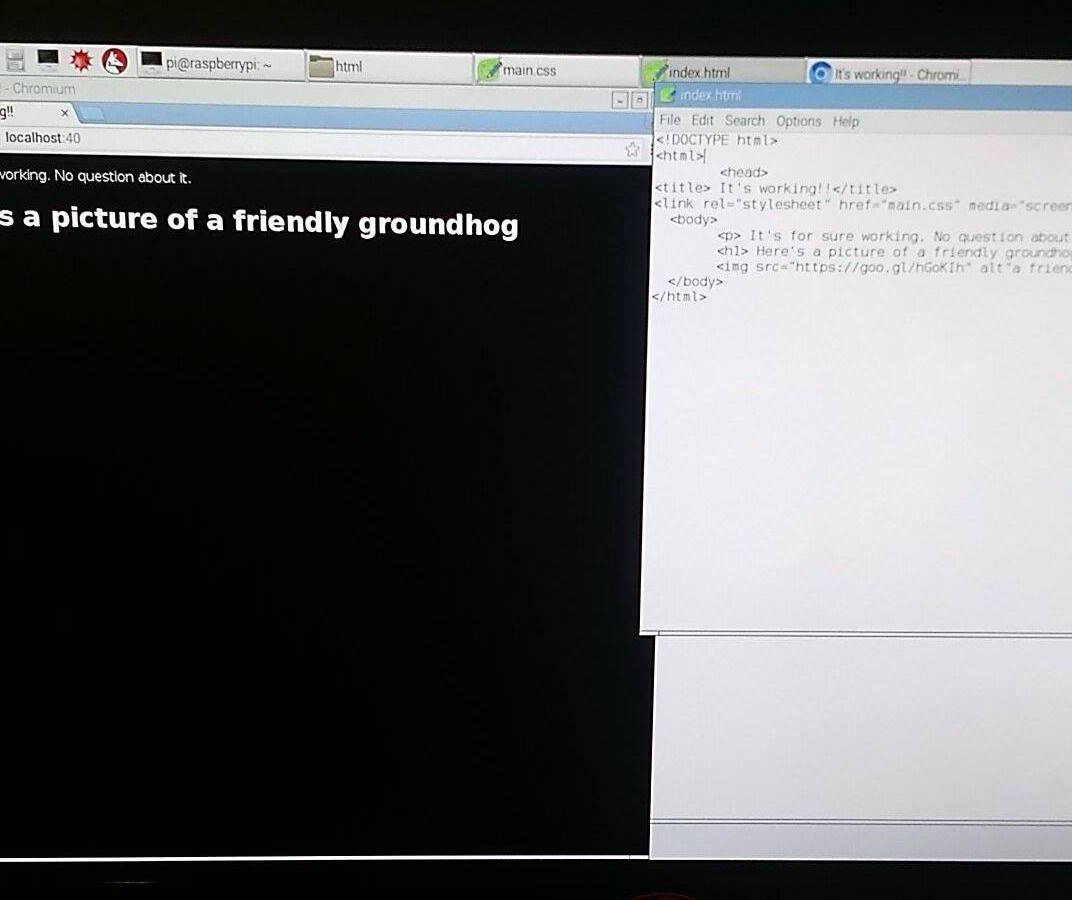 pi@raspberrypi: ~ html main.css index.html It's working!! - Chromi...
- Chromium
g!!
localhost:40
working. No question about it.
s a picture of a friendly groundhog
index.html
File Edit Search Options Help
<!DOCTYPE html>
<html>
<head>
<title> It's working!!</title>
<link rel="stylesheet" href="main.css" media="screen
<body>
<p> It's for sure working. No question about
<h1> Here's a picture of a friendly groundhog
<img src="https://goo.gl/hGoKIh" alt"a friend
</body>
</html>